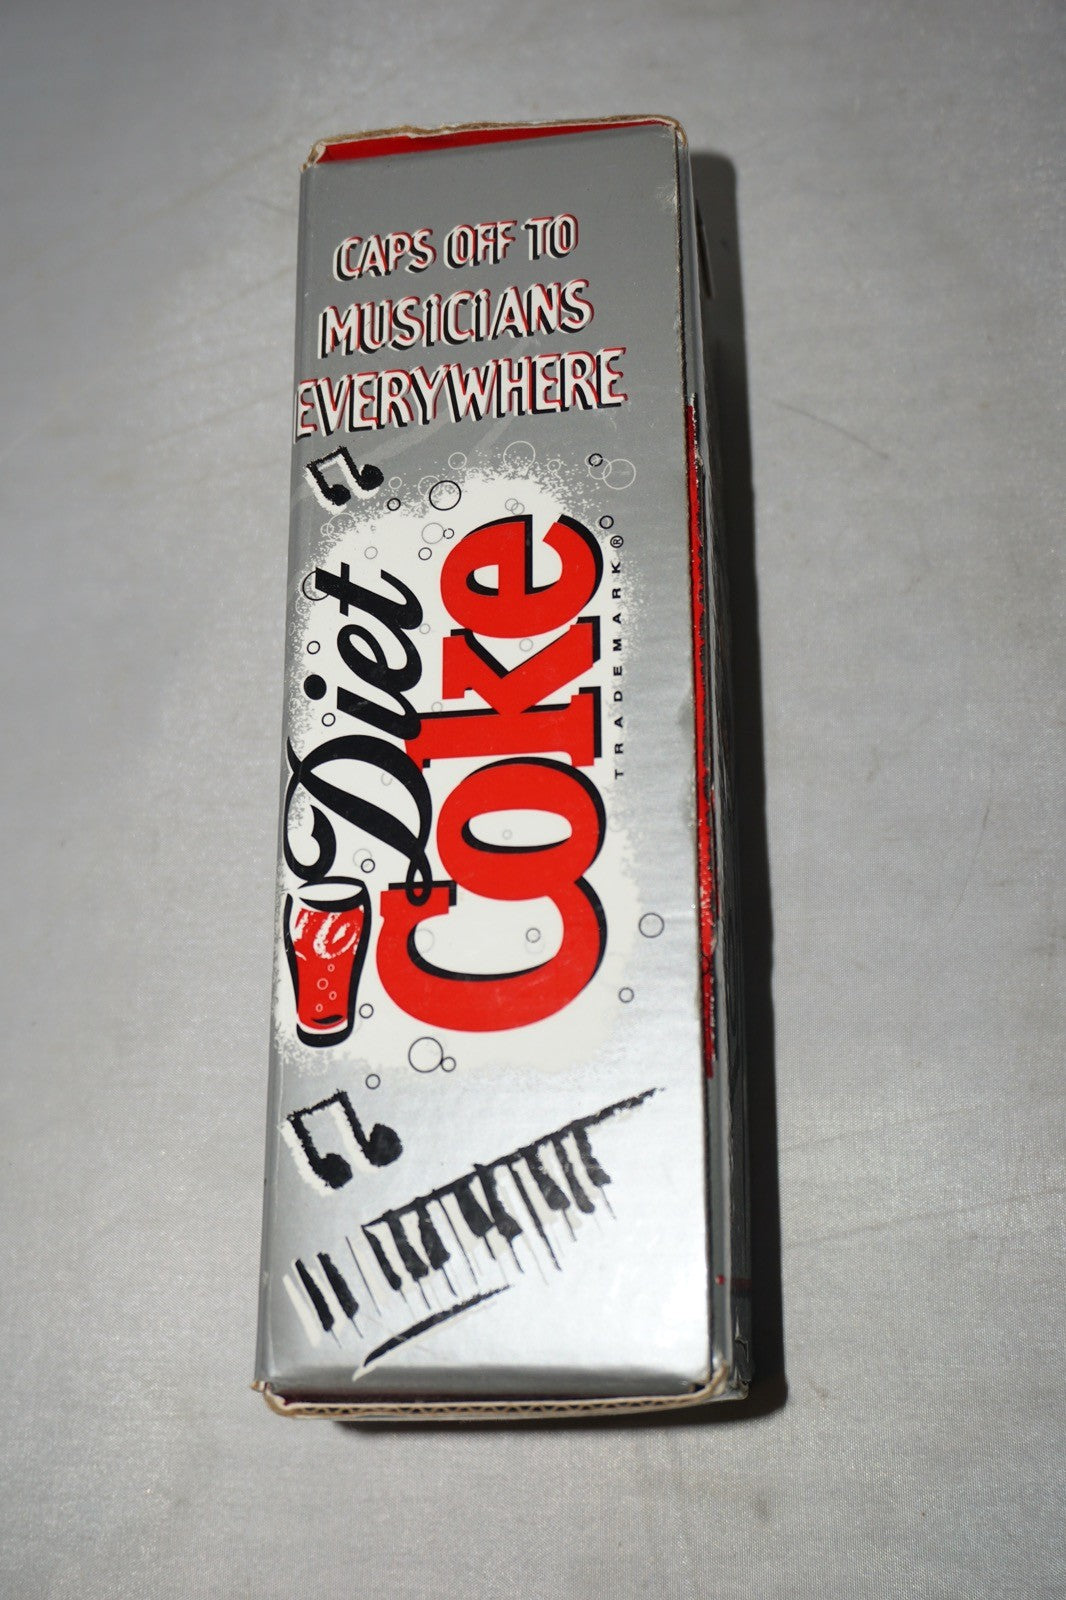 CAPS OFF TO
MUSICIANS
EVERYWHERE
Diet
Coke
TRADEMARK®